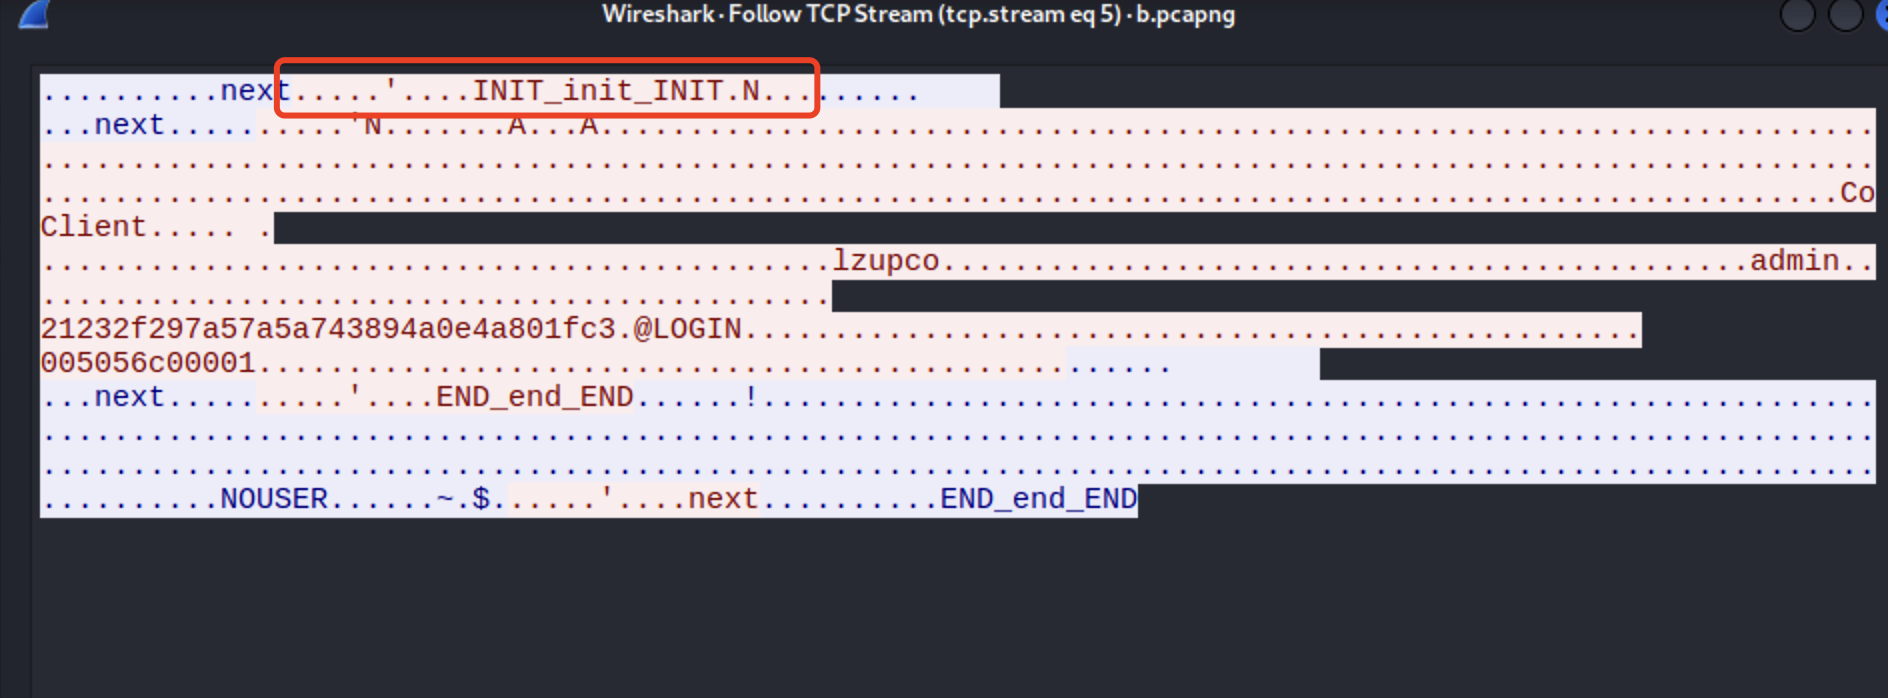 Wireshark · Follow TCP Stream (tcp.stream eq 5) · b.pcapng
..........next.....'....INIT_init_INIT.N.........
...next..........'N.......A...A.......................................................................
......................................................................................................
....................................................................................................Co
Client..... .
............................................lzupco.............................................admin..
............................................
21232f297a57a5a743894a0e4a801fc3.@LOGIN..................................................
005056c00001...................................................
...next..........'....END_end_END......!..............................................................
......................................................................................................
......................................................................................................
..........NOUSER......~.$......'....next..........END_end_END